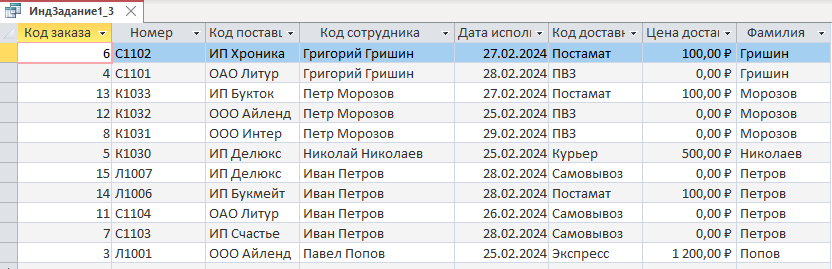 ИндЗадание1_3
Код заказа Номер Код поставь Код сотрудника Дата испол Код доставк Цена достав Фамилия
6 С1102 ИП Хроника Григорий Гришин 27.02.2024 Постамат 100,00 ₽ Гришин
4 С1101 ОАО Литур Григорий Гришин 28.02.2024 ПВЗ 0,00 ₽ Гришин
13 К1033 ИП Букток Петр Морозов 27.02.2024 Постамат 100,00 ₽ Морозов
12 К1032 ООО Айленд Петр Морозов 25.02.2024 ПВЗ 0,00 ₽ Морозов
8 К1031 ООО Интер Петр Морозов 29.02.2024 ПВЗ 0,00 ₽ Морозов
5 К1030 ИП Делюкс Николай Николаев 25.02.2024 Курьер 500,00 ₽ Николаев
15 Л1007 ИП Делюкс Иван Петров 28.02.2024 Самовывоз 0,00 ₽ Петров
14 Л1006 ИП Букмейт Иван Петров 28.02.2024 Постамат 100,00 ₽ Петров
11 С1104 ОАО Литур Иван Петров 26.02.2024 Самовывоз 0,00 ₽ Петров
7 С1103 ИП Счастье Иван Петров 28.02.2024 Самовывоз 0,00 ₽ Петров
3 Л1001 ООО Айленд Павел Попов 25.02.2024 Экспресс 1 200,00 ₽ Попов